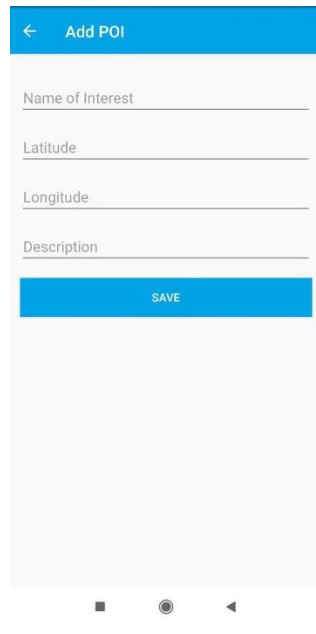 Add POI
Name of Interest
Latitude
Longitude
Description
SAVE